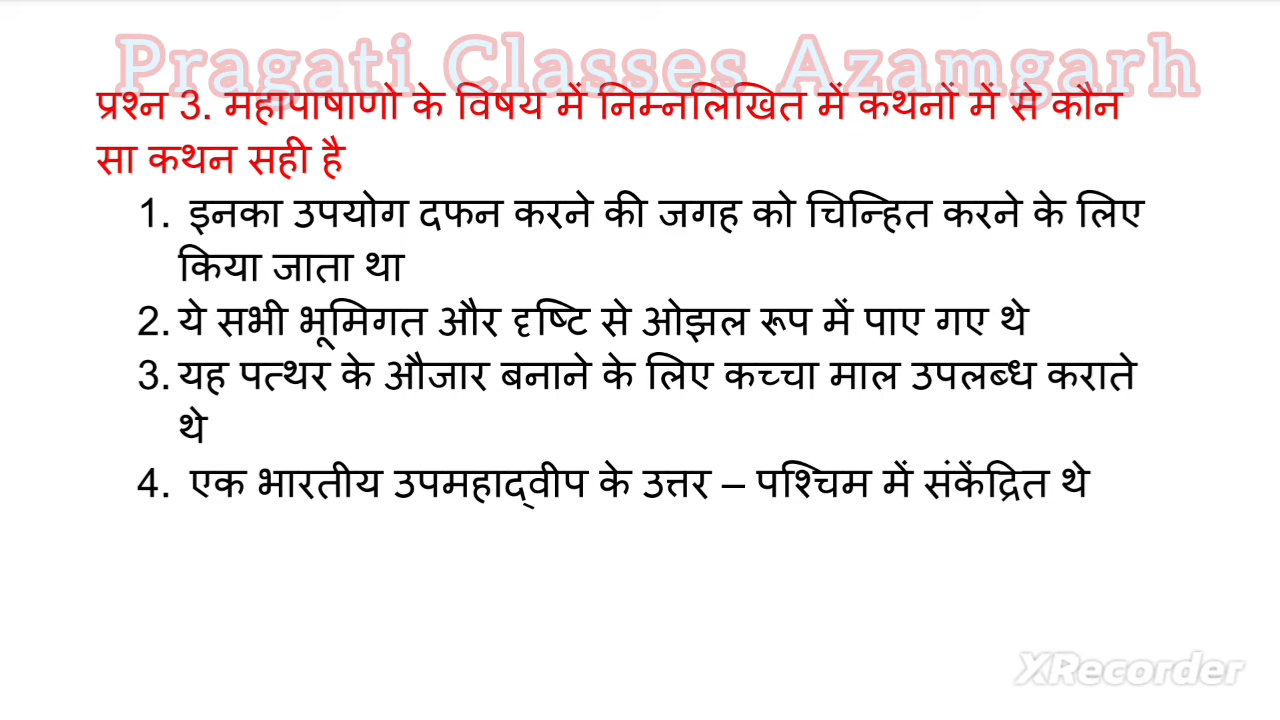 Pragati Classes Azamgarh
प्रश्न 3. महापाषाणो के विषय में निम्नलिखित में कथनों में से कौन
सा कथन सही है
1. इनका उपयोग दफन करने की जगह को चिन्हित करने के लिए
किया जाता था
2. ये सभी भूमिगत और दृष्टि से ओझल रूप में पाए गए थे
3. यह पत्थर के औजार बनाने के लिए कच्चा माल उपलब्ध कराते
थे
4. एक भारतीय उपमहाद्वीप के उत्तर – पश्चिम में संकेंद्रित थे
XRecorder